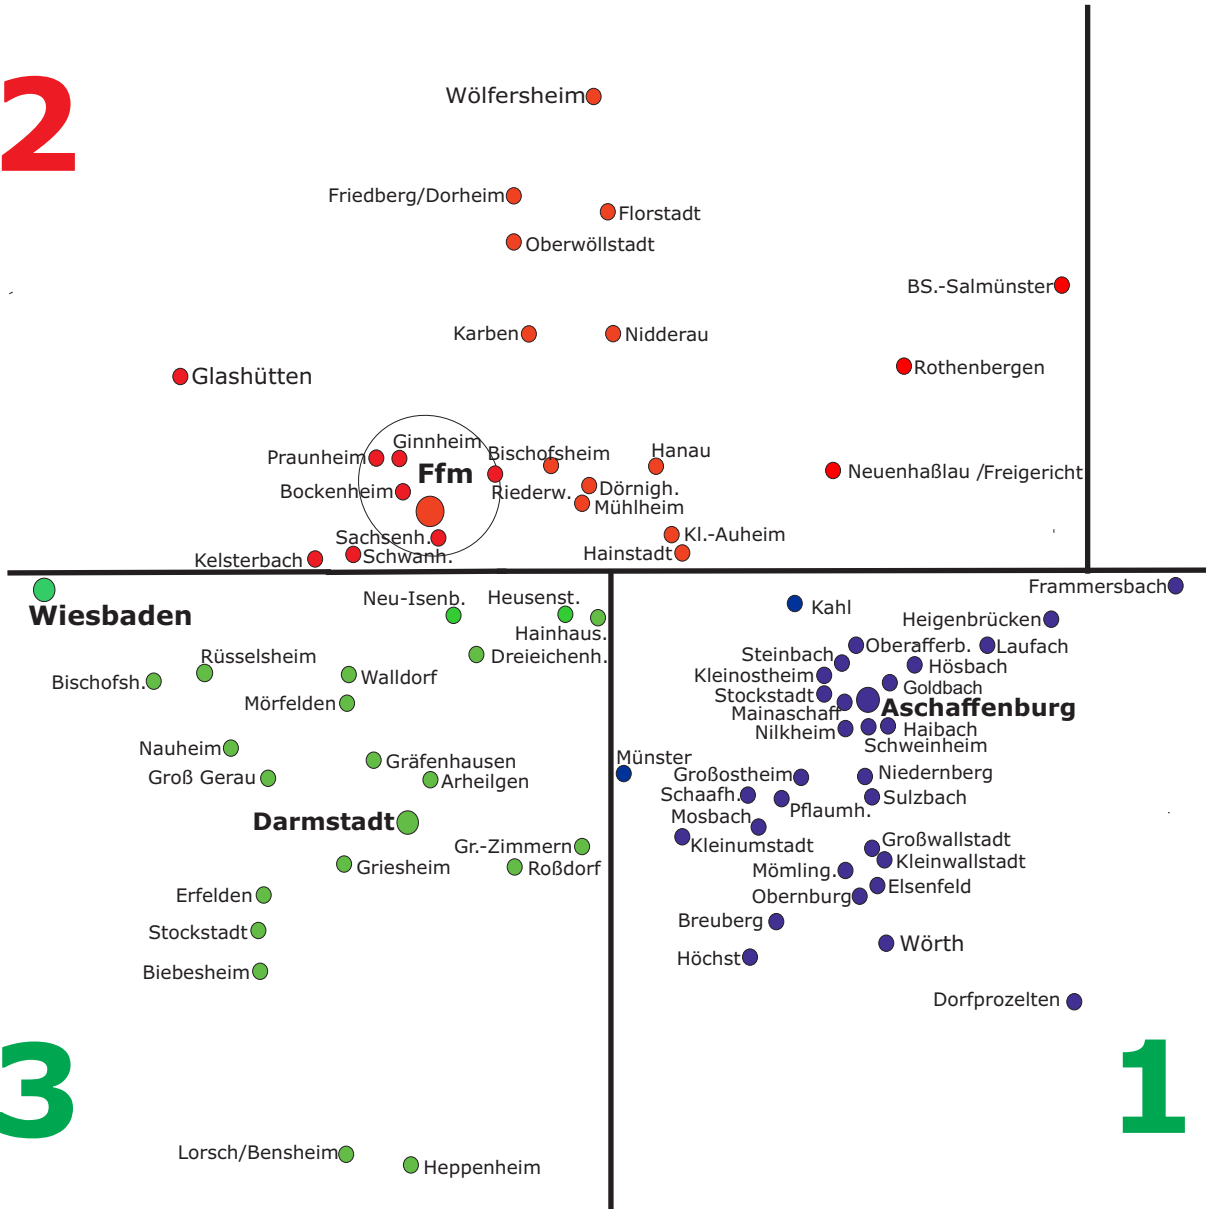 2
Wölfersheim
Friedberg/Dorheim
Florstadt
Oberwöllstadt
BS.-Salmünster
Karben
Nidderau
Rothenbergen
Glashütten
Ginnheim
Praunheim
Bischofsheim
Hanau
Ffm
Neuenhaßlau /Freigericht
Bockenheim
Riederw.
Dörnigh.
Mühlheim
Sachsenh.
Kl.-Auheim
Schwanh.
Hainstadt
Kelsterbach
Wiesbaden
Neu-Isenb.
Heusenst.
Hainhaus.
Dreieichenh.
Rüsselsheim
Bischofsh.
Walldorf
Mörfelden
Nauheim
Gräfenhausen
Groß Gerau
Arheilgen
Darmstadt
Gr.-Zimmern
Griesheim
Roßdorf
Erfelden
Stockstadt
Biebesheim
3
Lorsch/Bensheim
Heppenheim
Frammersbach
Kahl
Heigenbrücken
Oberafferb.
Laufach
Steinbach
Hösbach
Kleinostheim
Goldbach
Stockstadt
Aschaffenburg
Mainaschaff
Nilkheim
Haibach
Schweinheim
Münster
Großostheim
Niedernberg
Schaafh.
Sulzbach
Pflaumh.
Mosbach
Kleinumstadt
Großwallstadt
Kleinwallstadt
Mömling.
Elsenfeld
Obernburg
Breuberg
Wörth
Höchst
Dorfprozelten
1